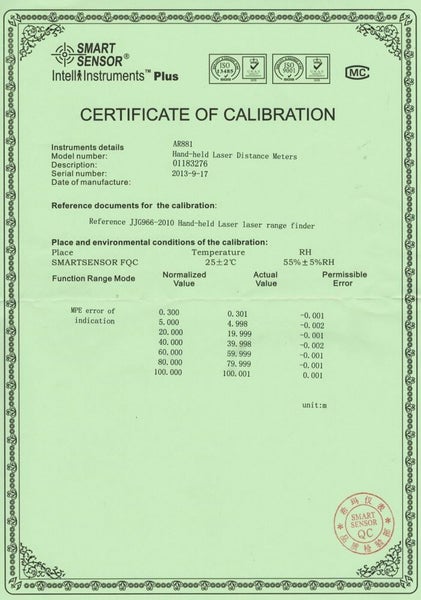 SMART
SENSOR®
Intell Instruments™ Plus
ISO
13485
ISO
9001
MC
CERTIFICATE OF CALIBRATION
Instruments details AR881
Model number: Hand-held Laser Distance Meters
Description: 01183276
Serial number: 2013-9-17
Date of manufacture:
Reference documents for the calibration:
Reference JJG966-2010 Hand-held Laser laser range finder
Place and environmental conditions of the calibration:
Place Temperature RH
SMARTSENSOR FQC 25±2℃ 55%±5%RH
Function Range Mode Normalized Value Actual Value Permissible Error
MPE error of indication
0.300 0.301 -0.001
5.000 4.998 -0.002
20.000 19.999 -0.001
40.000 39.998 -0.002
60.000 59.999 -0.001
80.000 79.999 -0.001
100.000 100.001 0.001
unit:m
SMART
SENSOR
QC